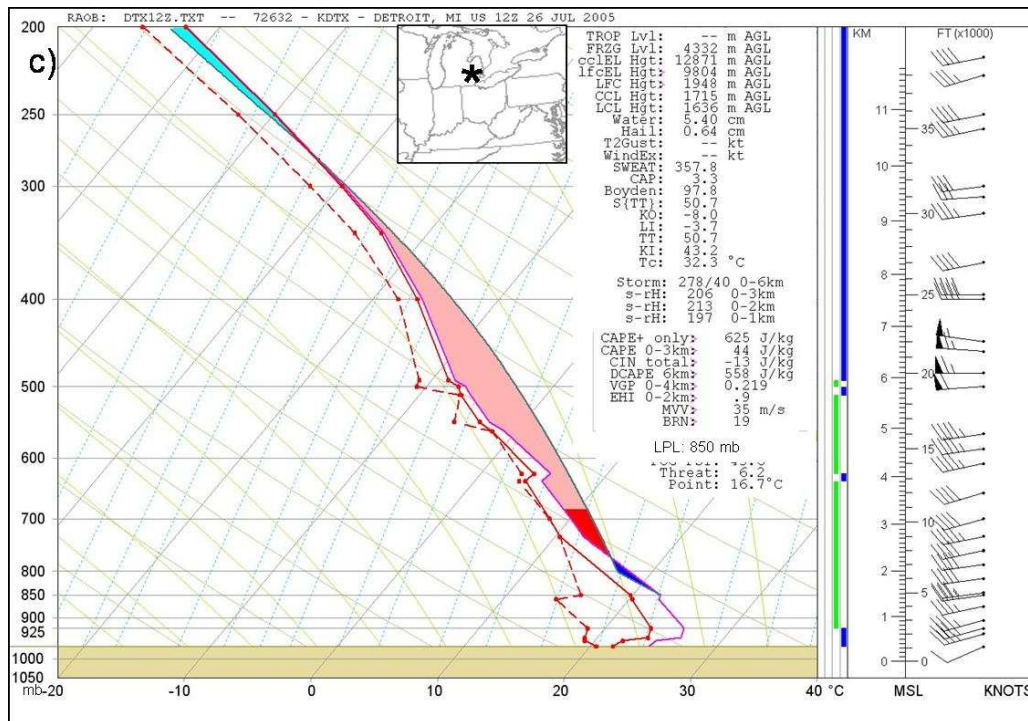 RAOB: DTX12Z.TXT -- 72632 - KDTX - DETROIT, MI US 12Z 26 JUL 2005
KM
FT (x1000)
c)
TROP Lvl: -- m AGL
FRZG Lvl: 4332 m AGL
cclEL Hgt: 12871 m AGL
lfcEL Hgt: 9804 m AGL
LFC Hgt: 1948 m AGL
CCL Hgt: 1715 m AGL
LCL Hgt: 1636 m AGL
Water: 5.40 cm
Hail: 0.64 cm
T2Gust: -- kt
WindEx: -- kt
SWEAT: 357.8
CAP: 3.3
Boyden: 97.8
S{TT}: 50.7
KO: -8.0
LI: -3.7
TT: 50.7
KI: 43.2
Tc: 32.3 °C
Storm: 278/40 0-6km
s-rH: 206 0-3km
s-rH: 213 0-2km
s-rH: 197 0-1km
CAPE+ only: 625 J/kg
CAPE 0-3km: 44 J/kg
CIN total: -13 J/kg
DCAPE 6km: 558 J/kg
VGP 0-4km: 0.219
EHI 0-2km: .9
MVV: 35 m/s
BRN: 19
LPL: 850 mb
Threat: 6.2
Point: 16.7°C
200
250
300
400
500
600
700
800
850
900
925
1000
1050
mb
-20 -10 0 10 20 30 40 °C
11
10
9
8
7
6
5
4
3
2
1
0
35
30
25
20
15
10
5
0
MSL
KNOTS